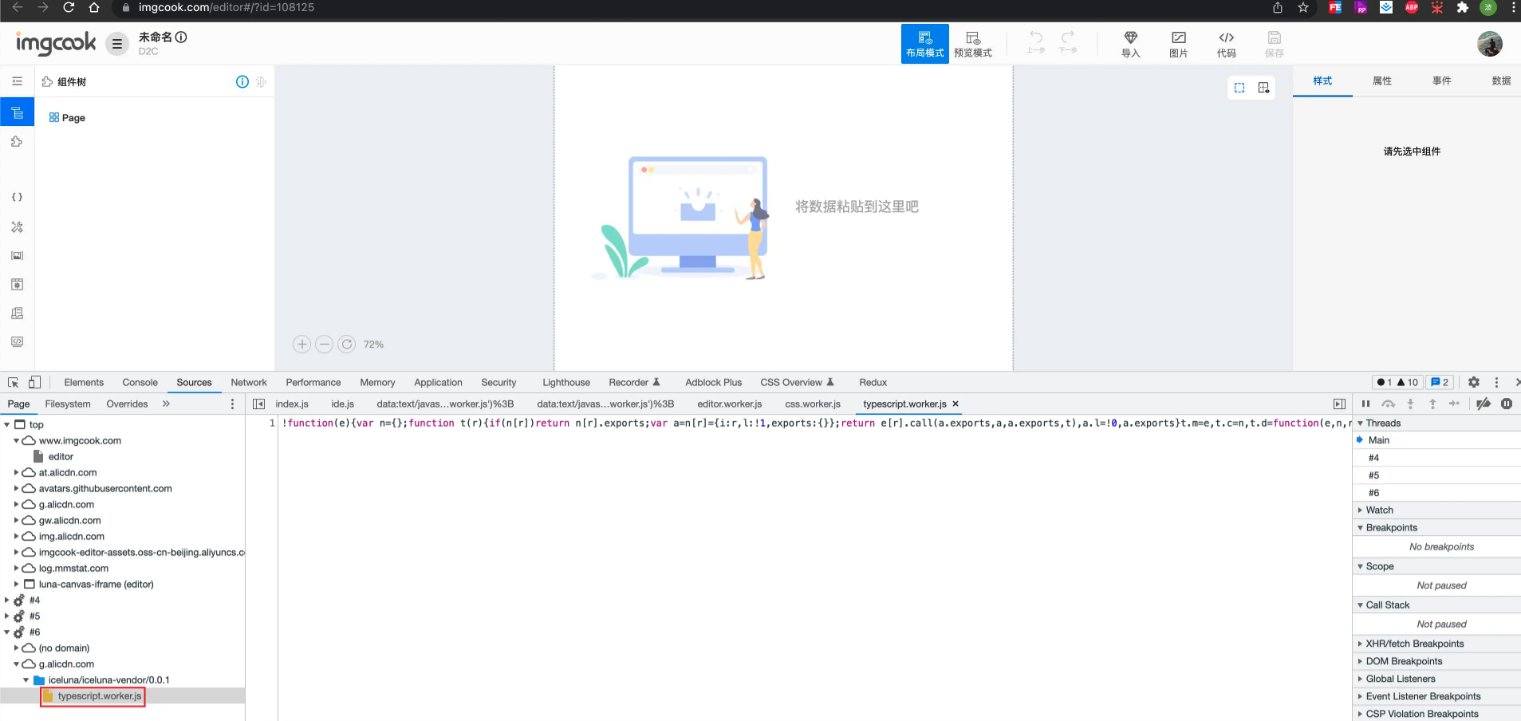 imgcook.com/editor#/?id=108125
imgcook
未命名
D2C
布局模式
预览模式
上一步
下一步
导入
图片
代码
保存
组件树
样式
属性
事件
数据
Page
请先选中组件
将数据粘贴到这里吧
72%
Elements
Console
Sources
Network
Performance
Memory
Application
Security
Lighthouse
Recorder
Adblock Plus
CSS Overview
Redux
1
10
2
Page
Filesystem
Overrides
»
index.js
ide.js
data:text/javas…worker.js')%3B
data:text/javas…worker.js')%3B
editor.worker.js
css.worker.js
typescript.worker.js
top
www.imgcook.com
editor
at.alicdn.com
avatars.githubusercontent.com
g.alicdn.com
gw.alicdn.com
img.alicdn.com
imgcook-editor-assets.oss-cn-beijing.aliyuncs.c
log.mmstat.com
luna-canvas-iframe (editor)
#4
#5
#6
(no domain)
g.alicdn.com
iceluna/iceluna-vendor/0.0.1
typescript.worker.js
1 !function(e){var n={};function t(r){if(n[r])return n[r].exports;var a=n[r]={i:r,l:!1,exports:{}};return e[r].call(a.exports,a,a.exports,t),a.l=!0,a.exports}t.m=e,t.c=n,t.d=function(e,n,r
Threads
Main
#4
#5
#6
Watch
Breakpoints
No breakpoints
Scope
Not paused
Call Stack
Not paused
XHR/fetch Breakpoints
DOM Breakpoints
Global Listeners
Event Listener Breakpoints
CSP Violation Breakpoints